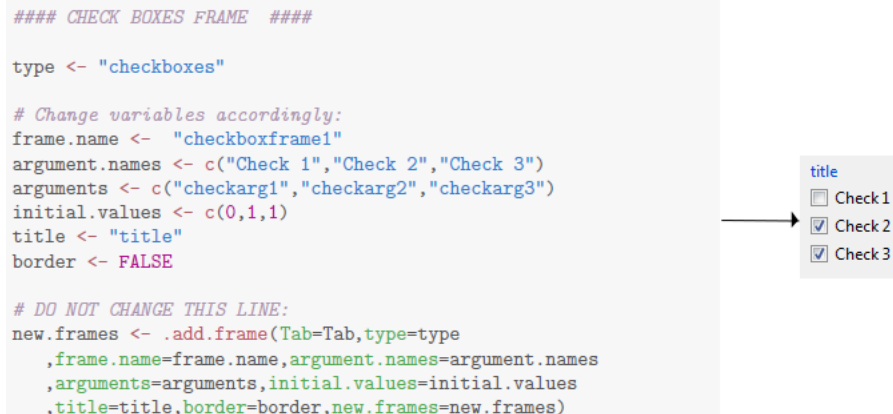 #### CHECK BOXES FRAME  ####
type <- "checkboxes"
# Change variables accordingly:
frame.name <-  "checkboxframe1"
argument.names <- c("Check 1","Check 2","Check 3")
arguments <- c("checkarg1","checkarg2","checkarg3")
initial.values <- c(0,1,1)
title <- "title"
border <- FALSE
# DO NOT CHANGE THIS LINE:
new.frames <- .add.frame(Tab=Tab,type=type
,frame.name=frame.name,argument.names=argument.names
,arguments=arguments,initial.values=initial.values
,title=title,border=border,new.frames=new.frames)
title
Check 1
Check 2
Check 3